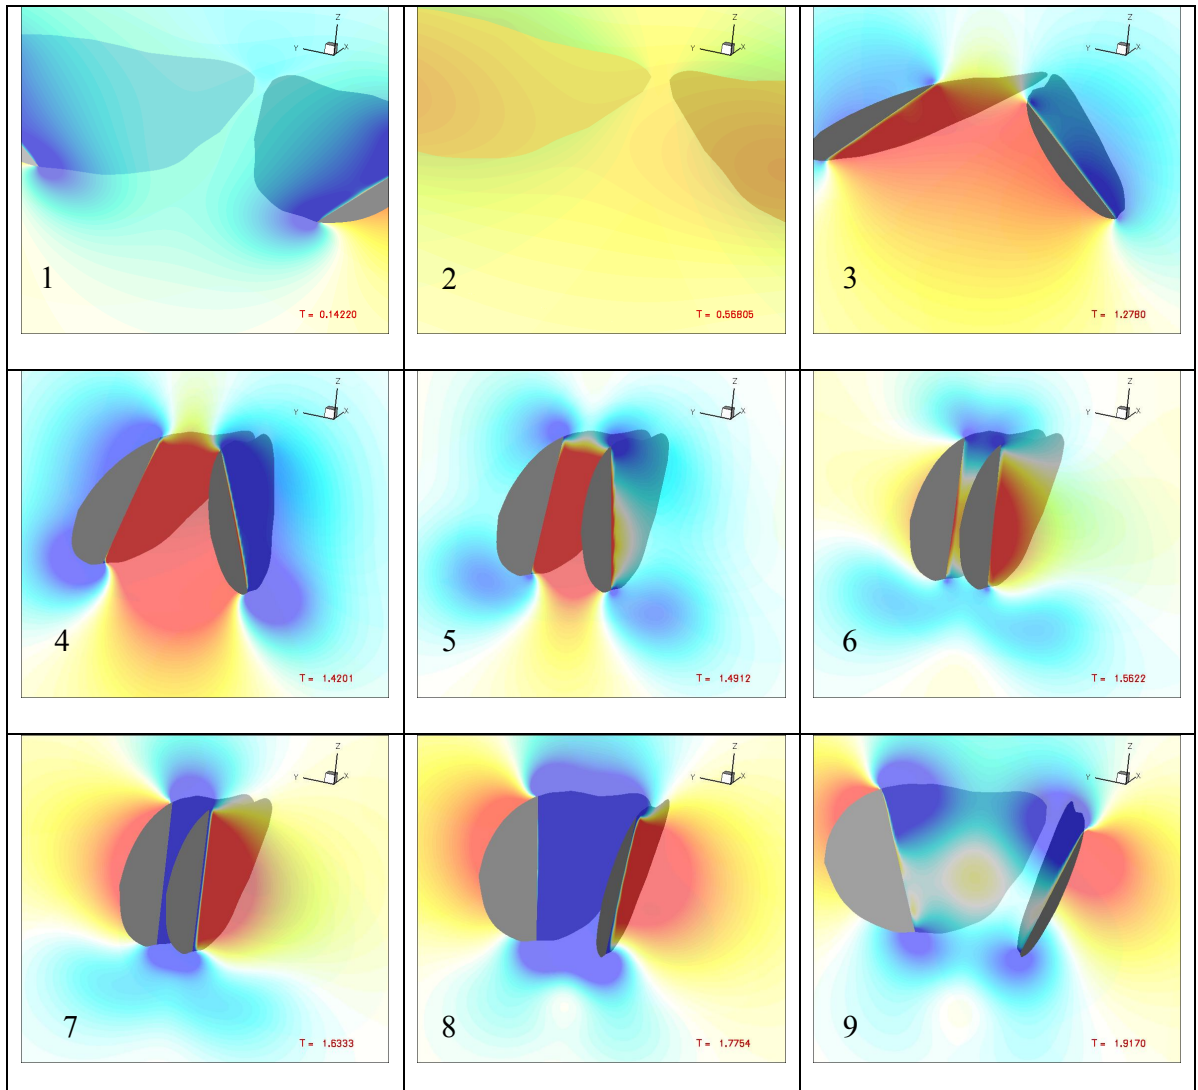 Z
Y X
1
T = 0.14220
Z
Y X
2
T = 0.56805
Z
Y X
3
T = 1.2780
Z
Y X
4
T = 1.4201
Z
Y X
5
T = 1.4912
Z
Y X
6
T = 1.5622
Z
Y X
7
T = 1.6333
Z
Y X
8
T = 1.7754
Z
Y X
9
T = 1.9170